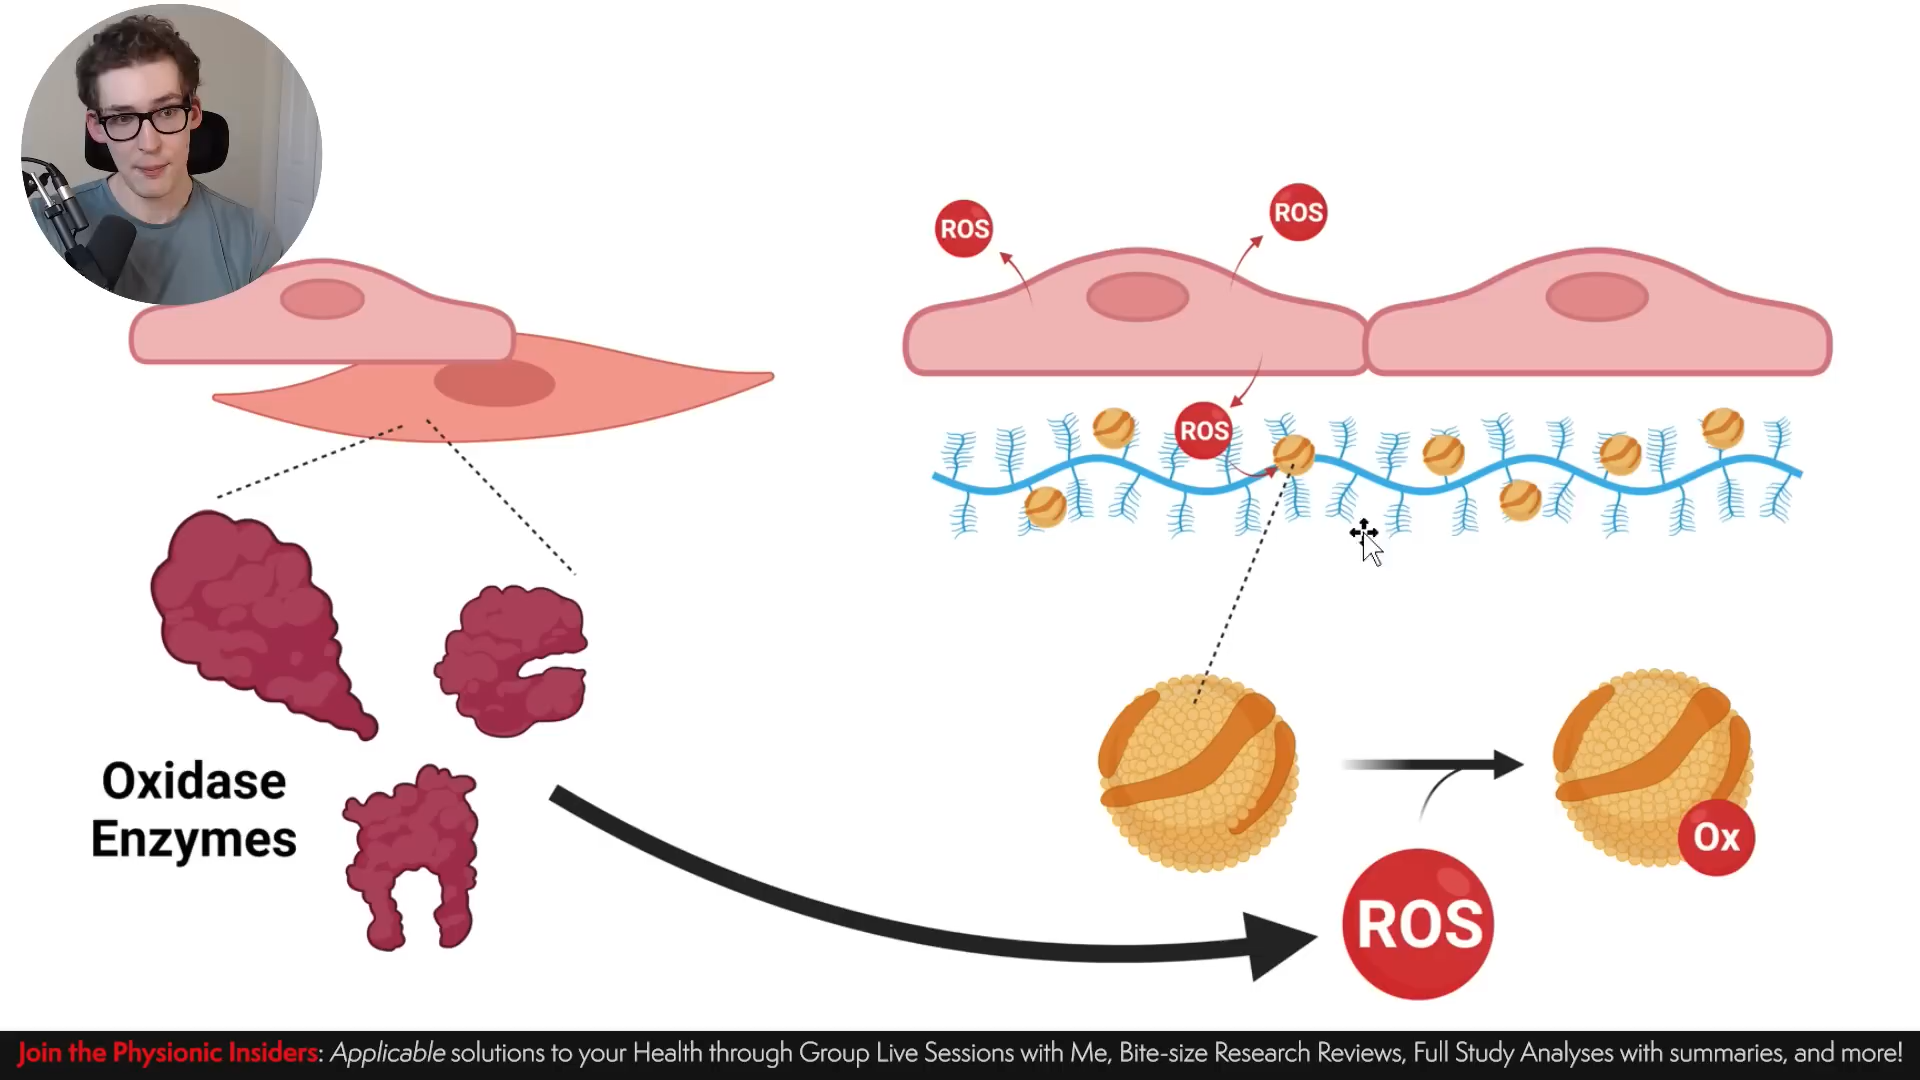 ROS
ROS
ROS
Oxidase
Enzymes
Ox
ROS
Join the Physionic Insiders: Applicable solutions to your Health through Group Live Sessions with Me, Bite-size Research Reviews, Full Study Analyses with summaries, and more!